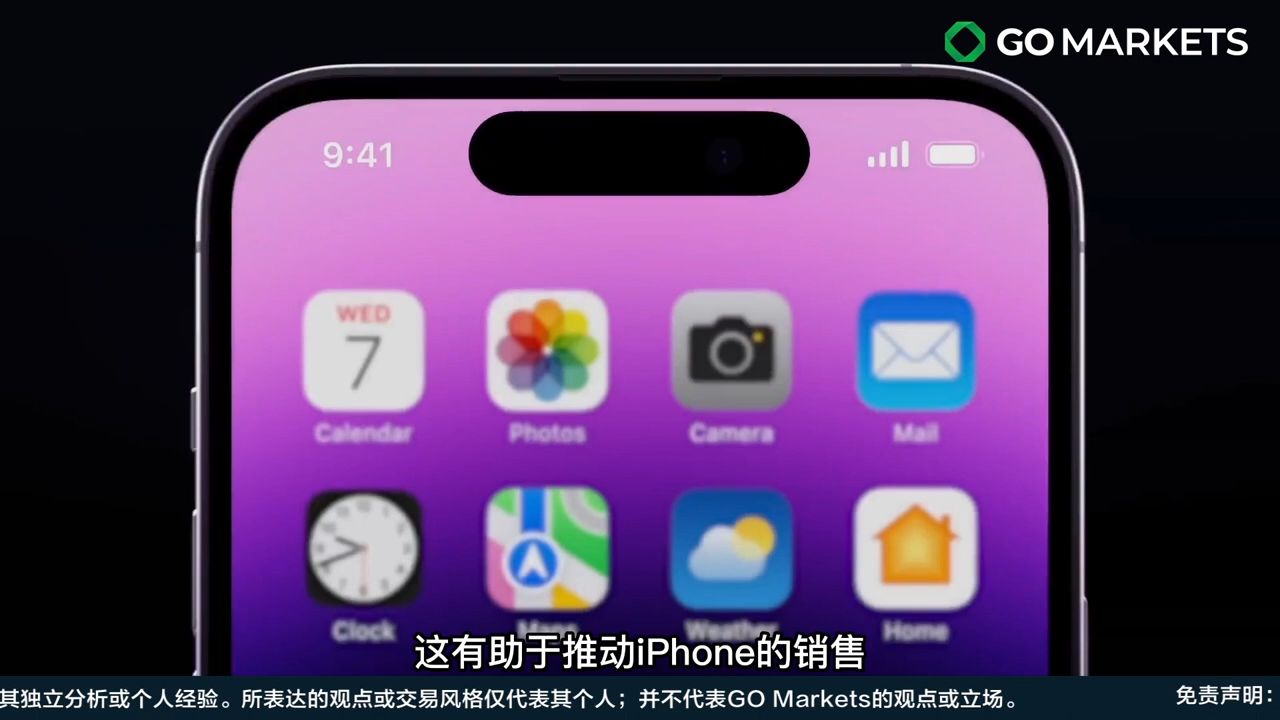 GO MARKETS
9:41
WED
7
Calendar
Photos
Camera
Mail
Clock
Maps
Weather
Home
这有助于推动iPhone的销售
其独立分析或个人经验。所表达的观点或交易风格仅代表其个人；并不代表GO Markets的观点或立场。
免责声明：